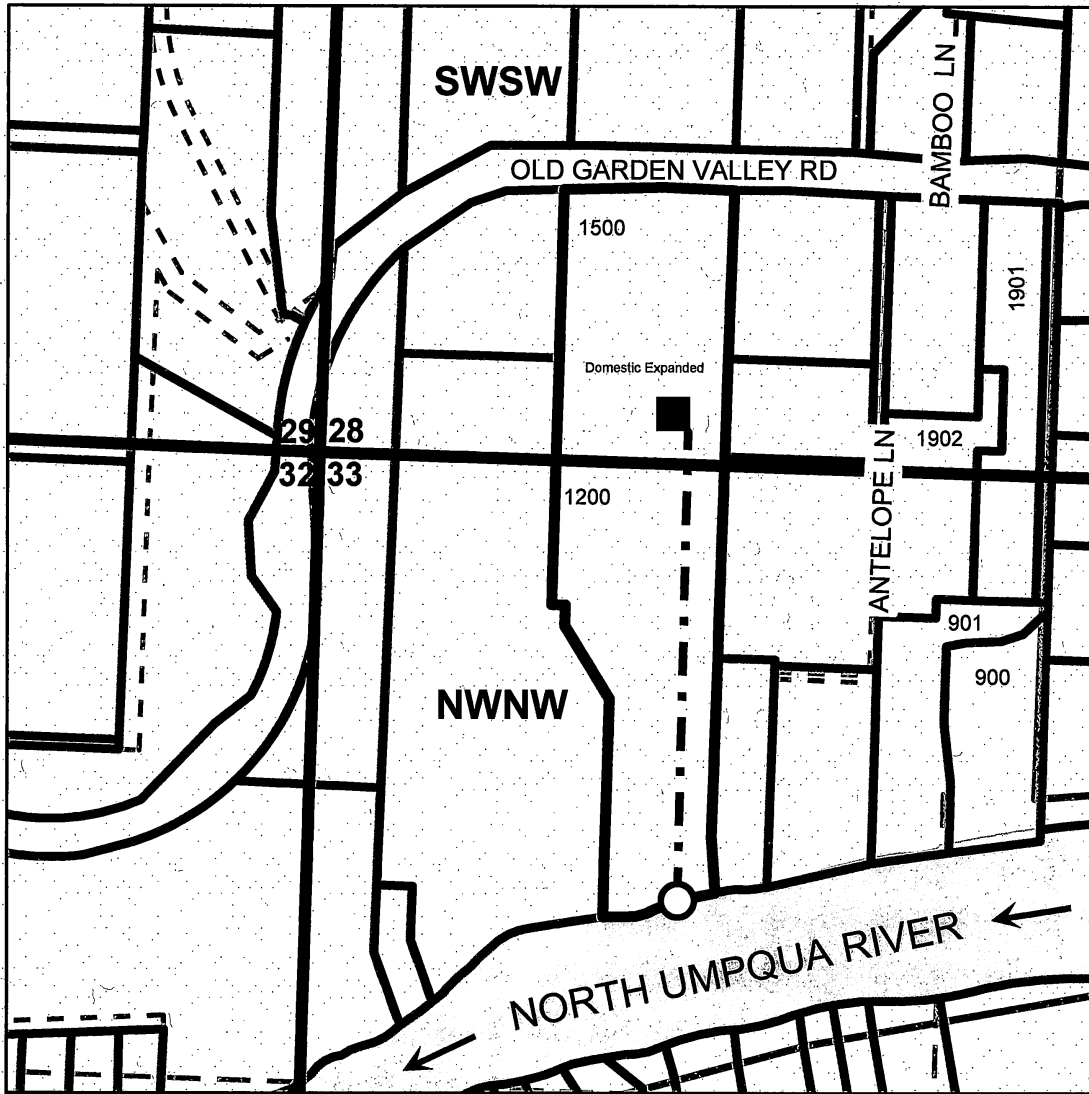 SWSW
BAMBOO LN
OLD GARDEN VALLEY RD
1500
1901
Domestic Expanded
29 28
1902
32 33
1200
ANTELOPE LN
901
900
NWNW
NORTH UMPQUA RIVER